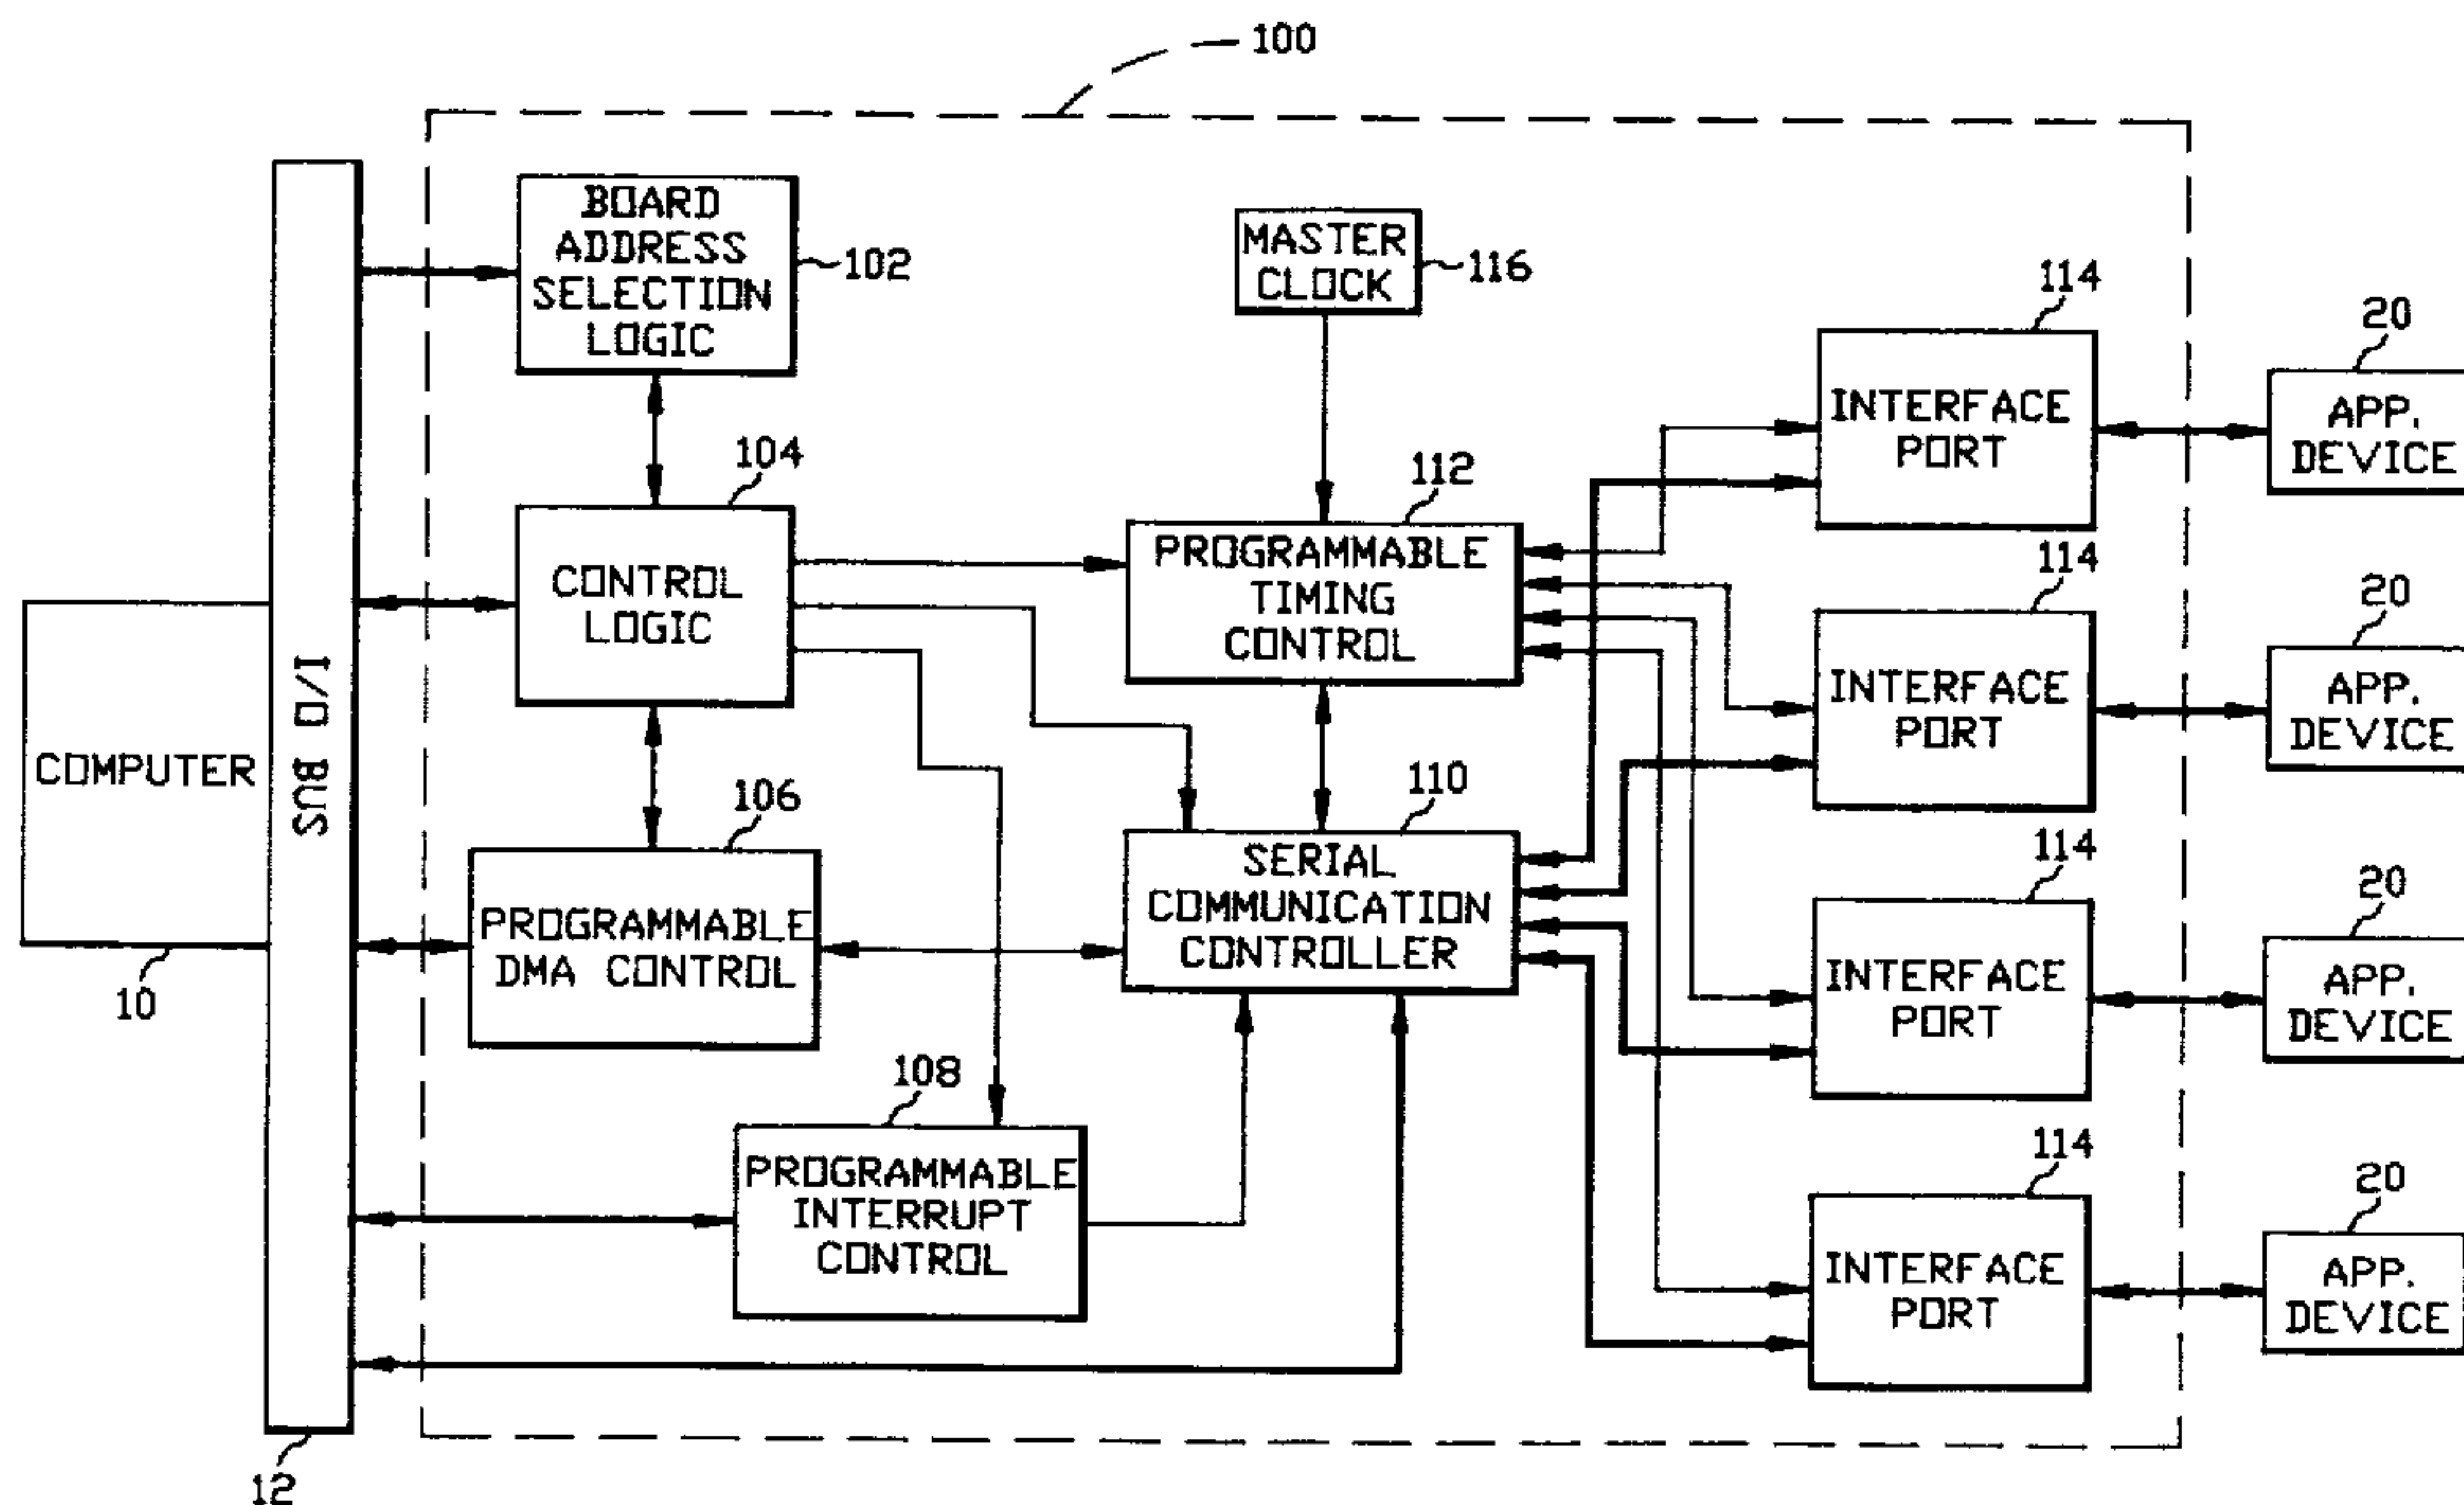 100
BOARD
ADDRESS
SELECTION
LOGIC
102
MASTER
CLOCK
116
114
INTERFACE
PORT
20
APP.
DEVICE
104
CONTROL
LOGIC
112
PROGRAMMABLE
TIMING
CONTROL
114
INTERFACE
PORT
20
APP.
DEVICE
COMPUTER
10
I/O BUS
12
106
PROGRAMMABLE
DMA CONTROL
110
SERIAL
COMMUNICATION
CONTROLLER
114
INTERFACE
PORT
20
APP.
DEVICE
108
PROGRAMMABLE
INTERRUPT
CONTROL
114
INTERFACE
PORT
20
APP.
DEVICE